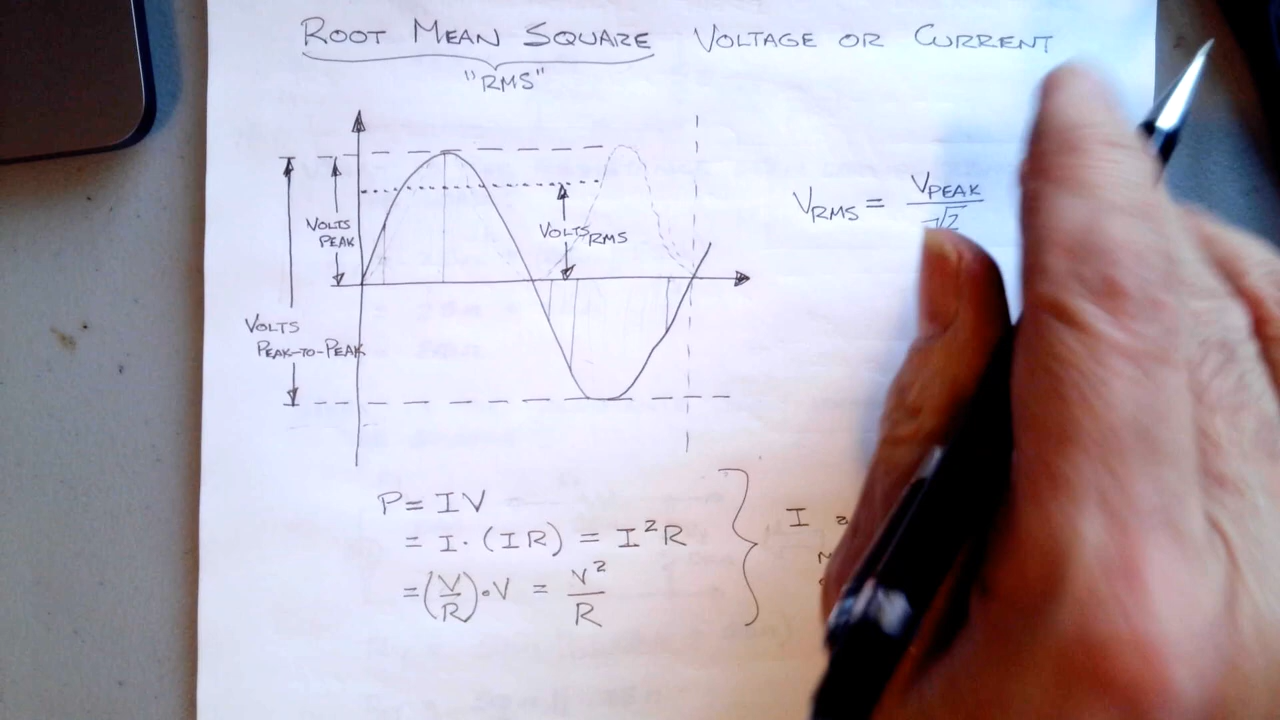 ROOT MEAN SQUARE VOLTAGE OR CURRENT
"RMS"
VOLTS
PEAK
VOLTS RMS
VOLTS
PEAK-TO-PEAK
V RMS = V PEAK / √2
P = IV
= I · (IR) = I²R
= (V/R) · V = V²/R
I